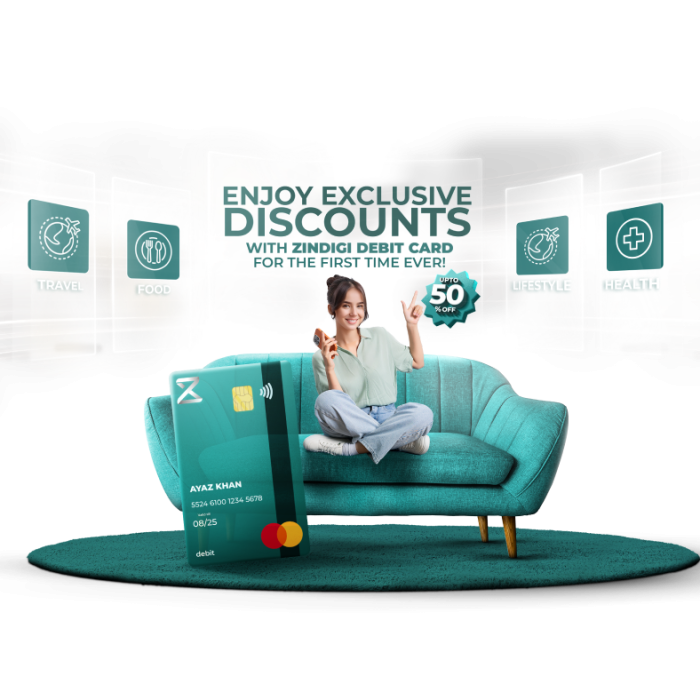 ENJOY EXCLUSIVE
DISCOUNTS
WITH ZINDIGI DEBIT CARD
FOR THE FIRST TIME EVER!
TRAVEL
FOOD
LIFESTYLE
HEALTH
UPTO
50
% OFF
AYAZ KHAN
5524 6100 1234 5678
08/25
debit